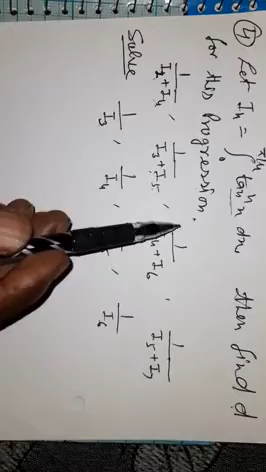 ④ Let Iₙ = ∫₀^{π/4} tanⁿx dx then find d
for this progression.
1/(I₂+I₄) , 1/(I₃+I₅) , 1/(I₄+I₆) , 1/(I₅+I₇)
Solve 1/I₃ , 1/I₄ , , 1/I₆